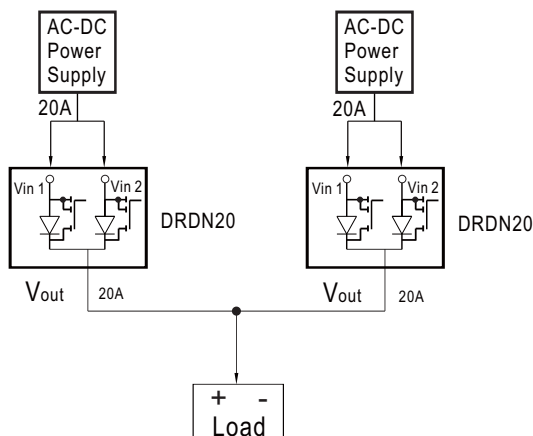 AC-DC
Power
Supply
20A
AC-DC
Power
Supply
20A
Vin 1
Vin 2
DRDN20
Vin 1
Vin 2
DRDN20
Vout
20A
Vout
20A
+ -
Load